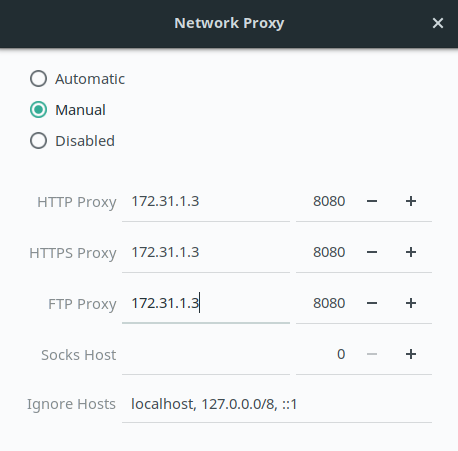 Network Proxy
Automatic
Manual
Disabled
HTTP Proxy 172.31.1.3 8080 − +
HTTPS Proxy 172.31.1.3 8080 − +
FTP Proxy 172.31.1.3 8080 − +
Socks Host 0 − +
Ignore Hosts localhost, 127.0.0.0/8, ::1